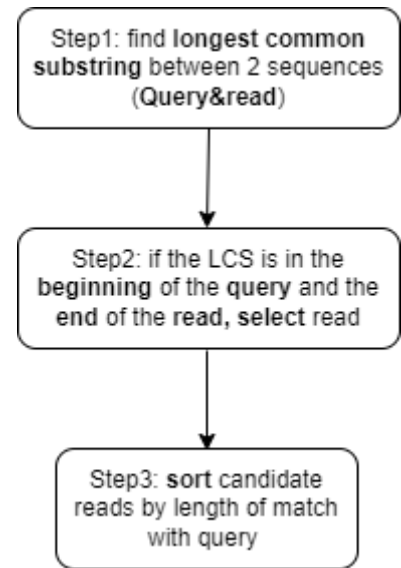 Step1: find longest common
substring between 2 sequences
(Query&read)
Step2: if the LCS is in the
beginning of the query and the
end of the read, select read
Step3: sort candidate
reads by length of match
with query